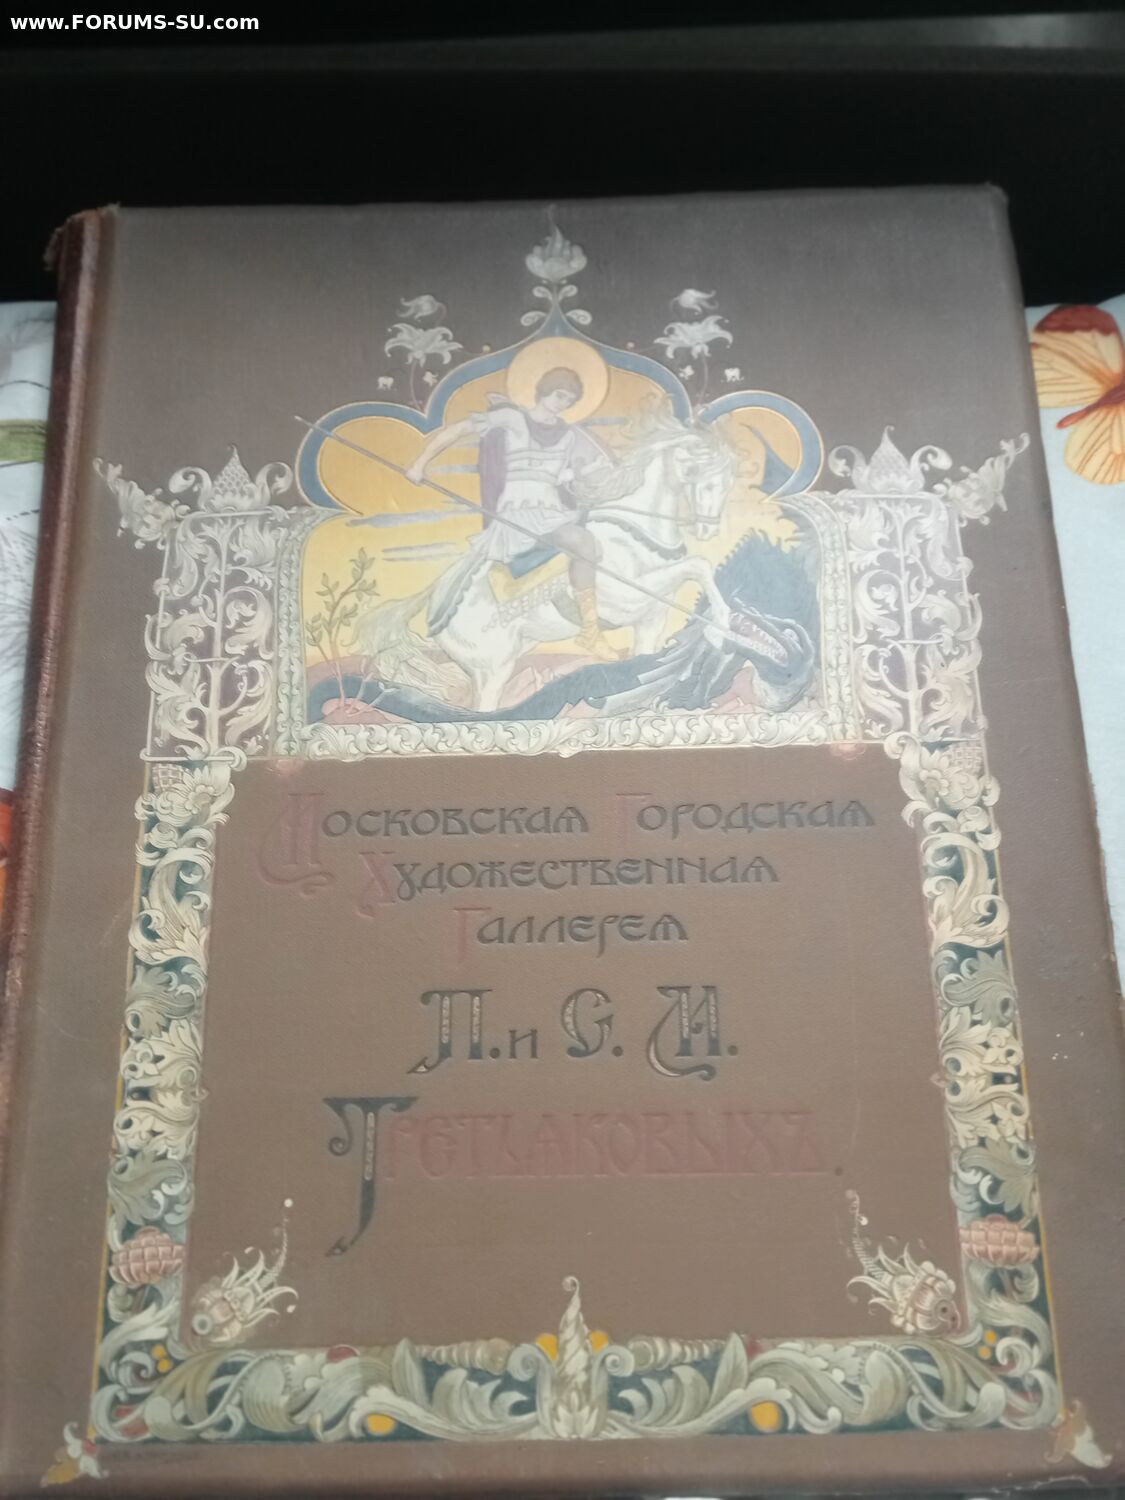 www.FORUMS-SU.com
Московская Городская
Художественная
Галлерея
П. и С. М.
Третьяковыхъ.